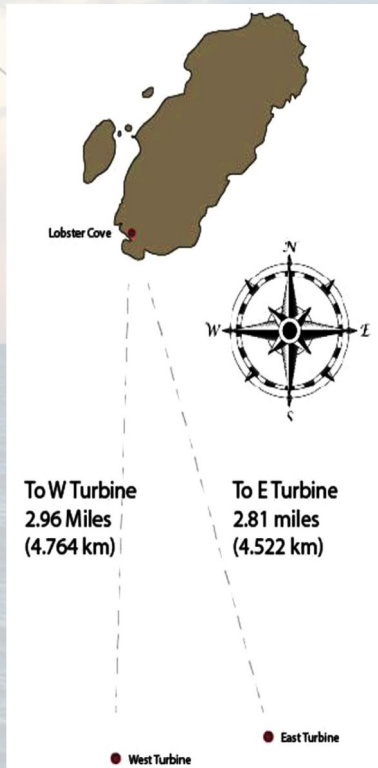 Lobster Cove
N
W
E
S
To W Turbine
2.96 Miles
(4.764 km)
To E Turbine
2.81 miles
(4.522 km)
East Turbine
West Turbine